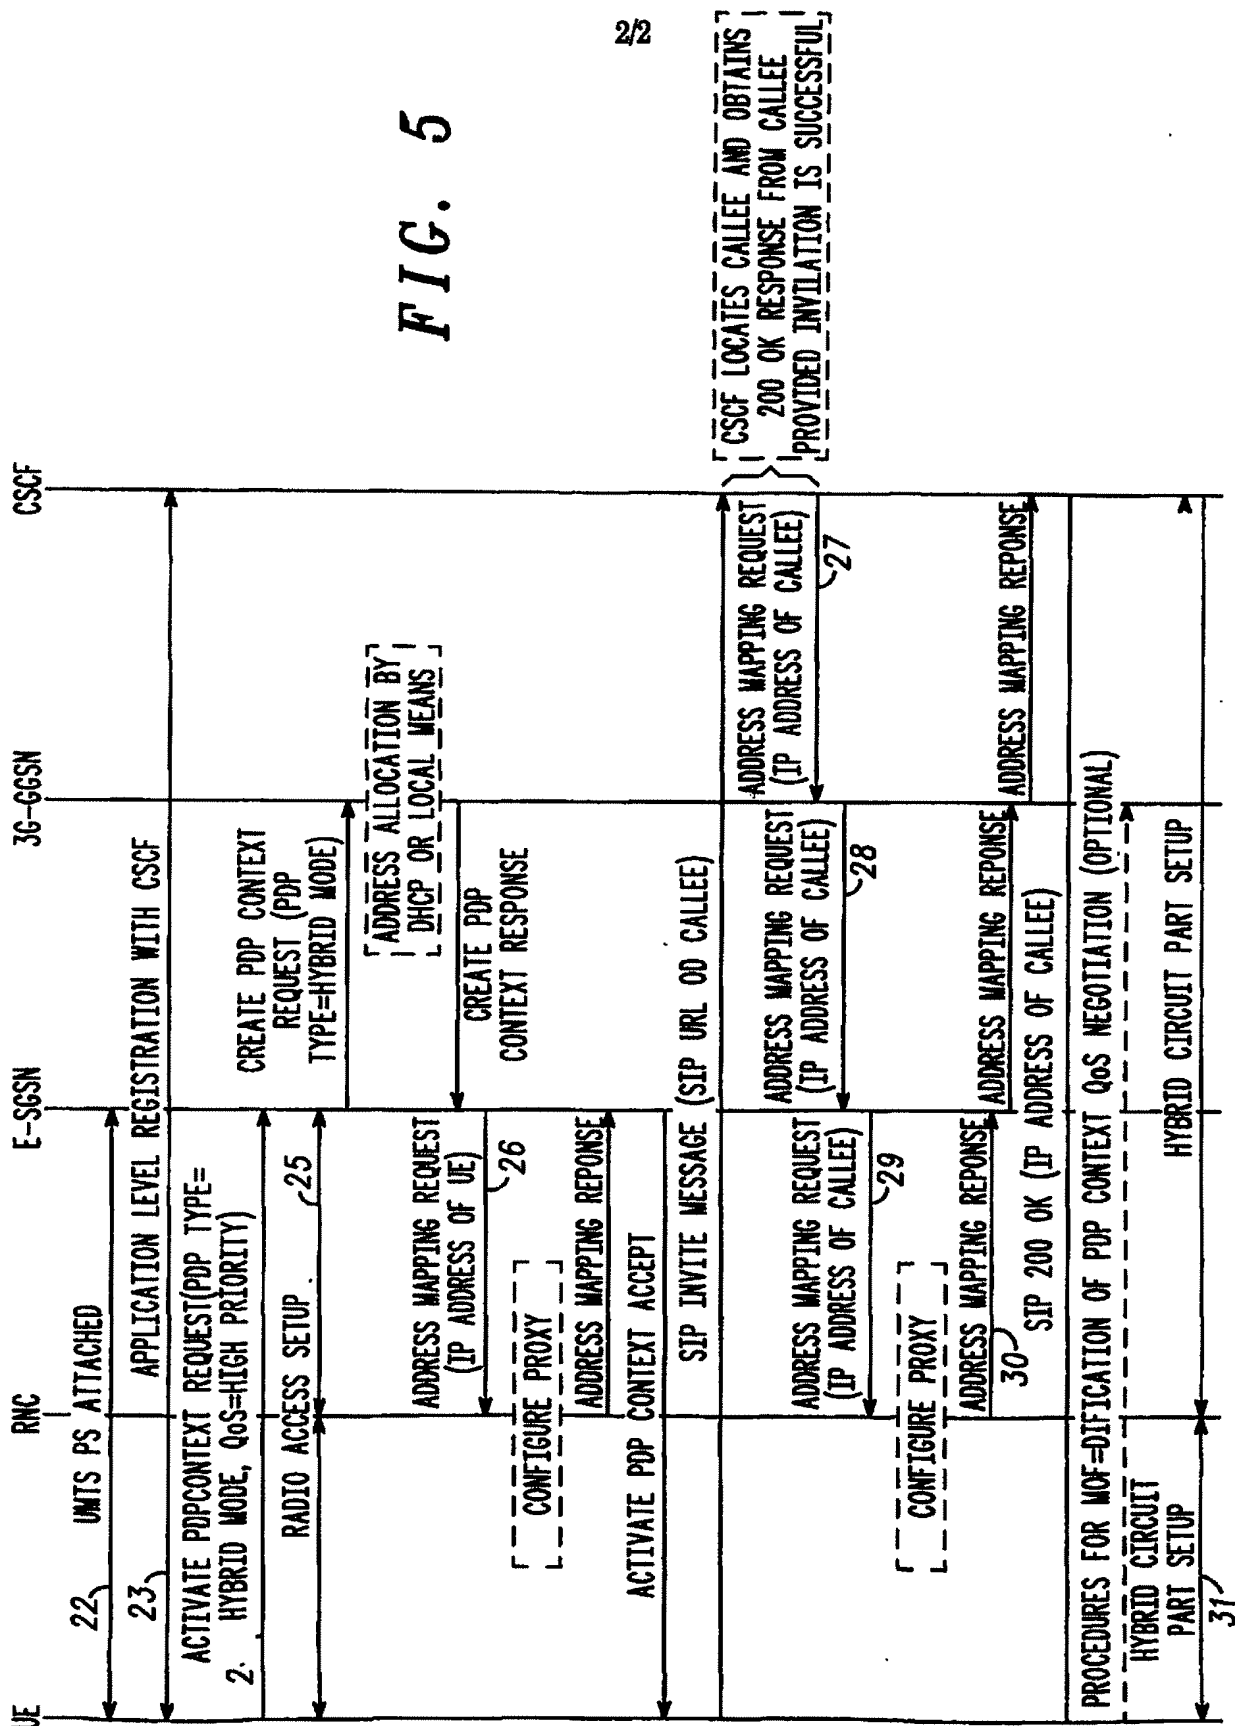 2/2
FIG. 5
UE
RNC
E-SGSN
3G-GGSN
CSCF
22
UMTS PS ATTACHED
23
APPLICATION LEVEL REGISTRATION WITH CSCF
ACTIVATE PDPCONTEXT REQUEST(PDP TYPE=
2 HYBRID MODE, QoS=HIGH PRIORITY)
RADIO ACCESS SETUP
25
CREATE PDP CONTEXT
REQUEST (PDP
TYPE=HYBRID MODE)
ADDRESS ALLOCATION BY
DHCP OR LOCAL MEANS
CREATE PDP
CONTEXT RESPONSE
ADDRESS MAPPING REQUEST
(IP ADDRESS OF UE)
26
CONFIGURE PROXY
ADDRESS MAPPING REPONSE
ACTIVATE PDP CONTEXT ACCEPT
SIP INVITE MESSAGE (SIP URL OD CALLEE)
CSCF LOCATES CALLEE AND OBTAINS
200 OK RESPONSE FROM CALLEE
PROVIDED INVILATION IS SUCCESSFUL
ADDRESS MAPPING REQUEST
(IP ADDRESS OF CALLEE)
27
ADDRESS MAPPING REQUEST
(IP ADDRESS OF CALLEE)
28
ADDRESS MAPPING REQUEST
(IP ADDRESS OF CALLEE)
29
CONFIGURE PROXY
ADDRESS MAPPING REPONSE
30
ADDRESS MAPPING REPONSE
ADDRESS MAPPING REPONSE
SIP 200 OK (IP ADDRESS OF CALLEE)
PROCEDURES FOR MOF=DIFICATION OF PDP CONTEXT QoS NEGOTIATION (OPTIONAL)
HYBRID CIRCUIT
PART SETUP
31
HYBRID CIRCUIT PART SETUP